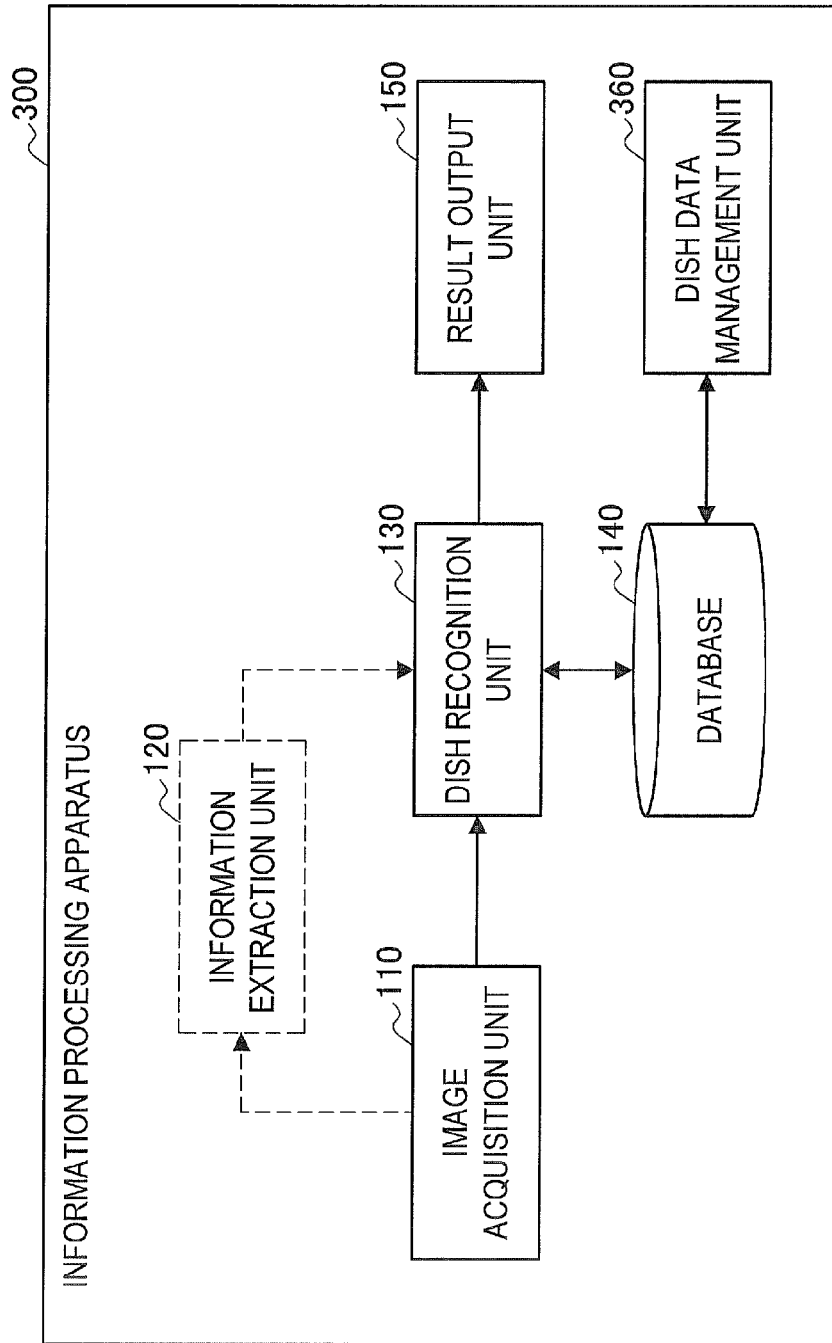 300
INFORMATION PROCESSING APPARATUS
120
INFORMATION
EXTRACTION UNIT
110
IMAGE
ACQUISITION UNIT
130
DISH RECOGNITION
UNIT
150
RESULT OUTPUT
UNIT
140
DATABASE
360
DISH DATA
MANAGEMENT UNIT